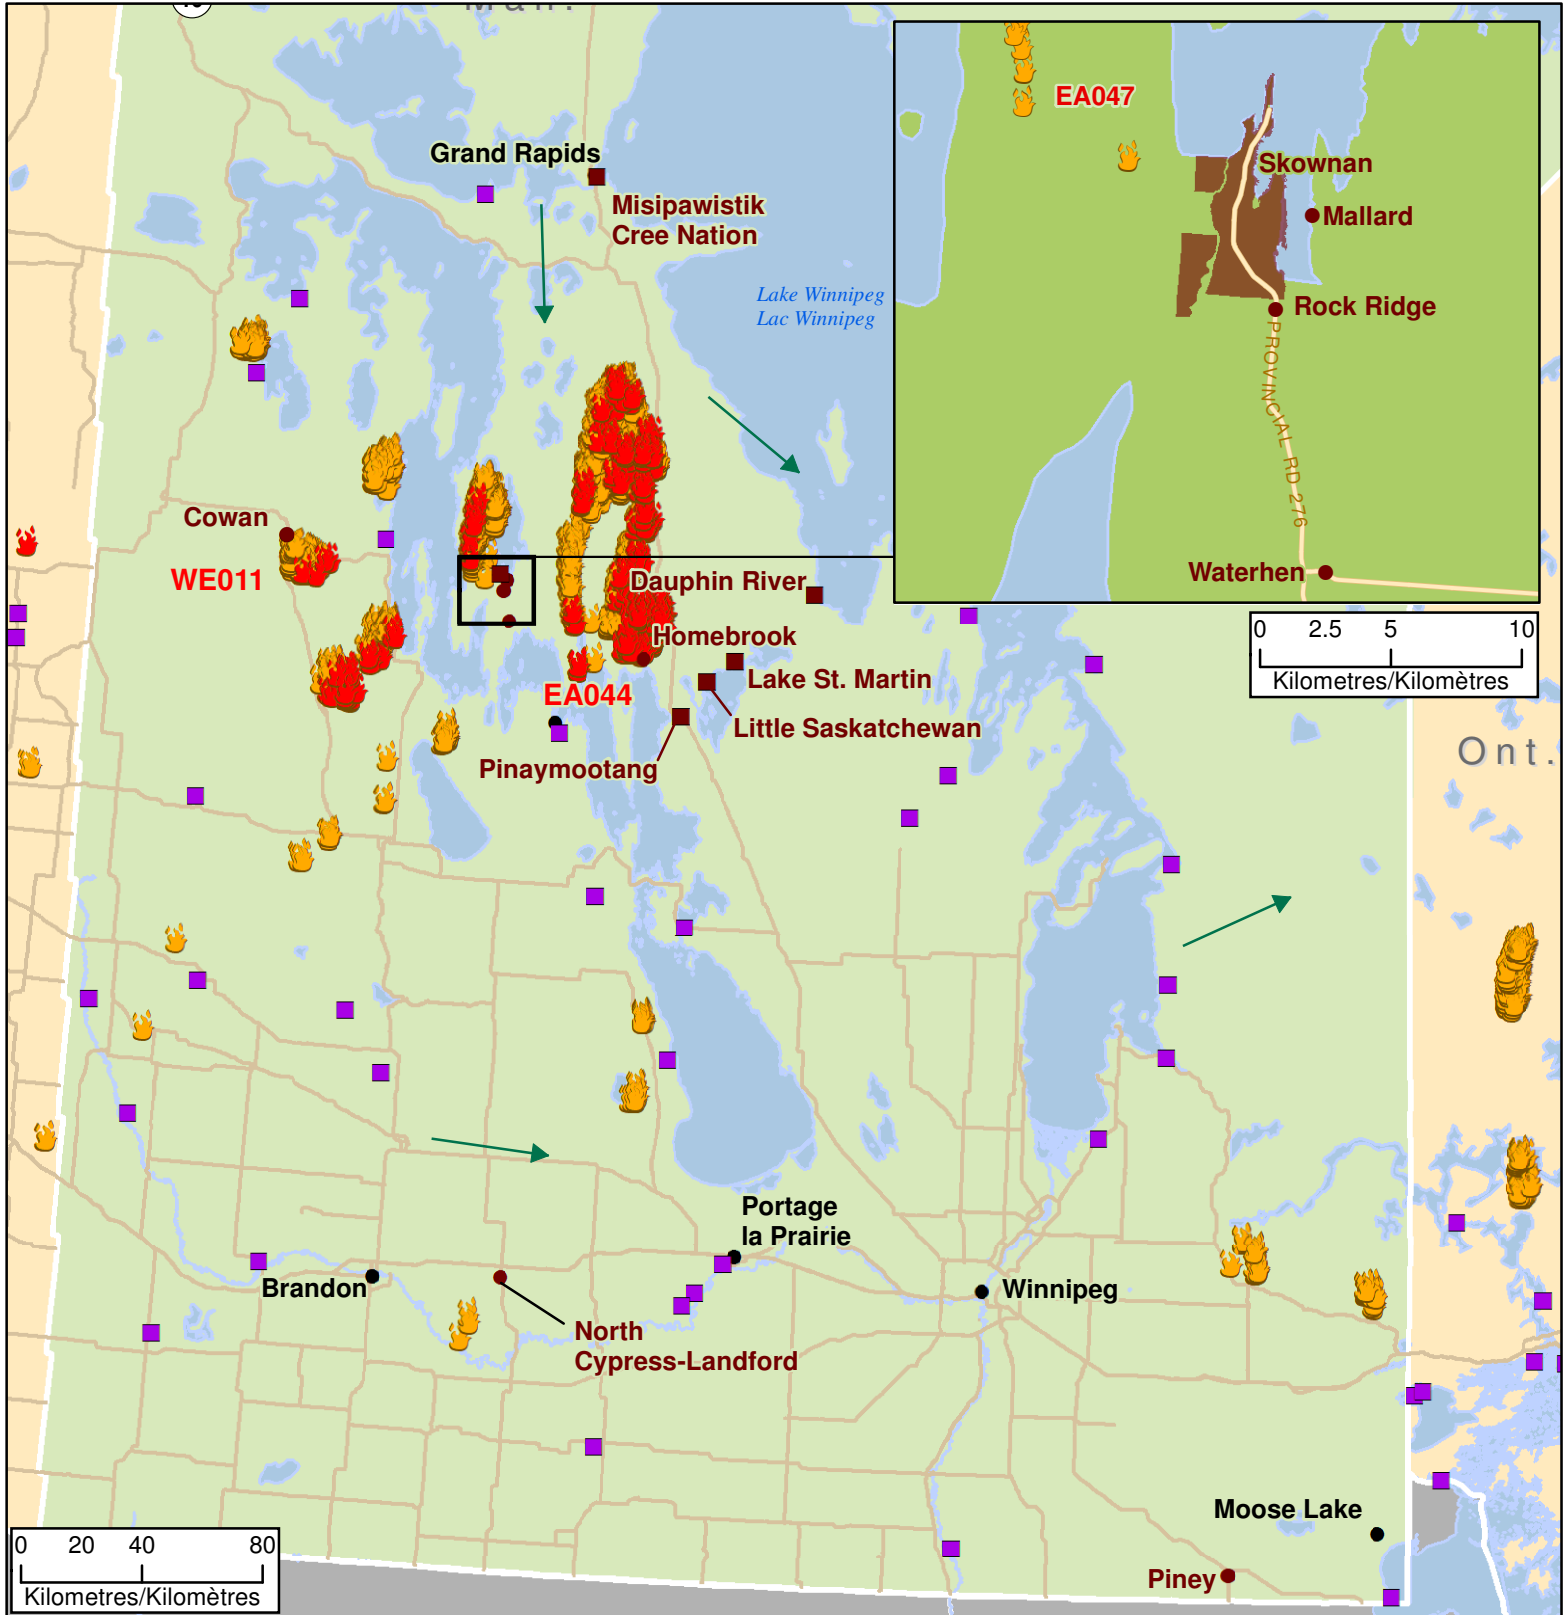 Man.
Grand Rapids
Misipawistik
Cree Nation
Lake Winnipeg
Lac Winnipeg
EA047
Skownan
Mallard
Rock Ridge
PROVINCIAL RD 276
Waterhen
0 2.5 5 10
Kilometres/Kilomètres
Cowan
WE011
Dauphin River
Homebrook
Lake St. Martin
EA044
Little Saskatchewan
Pinaymootang
Ont.
Portage
la Prairie
Brandon
Winnipeg
North
Cypress-Landford
Moose Lake
Piney
0 20 40 80
Kilometres/Kilomètres